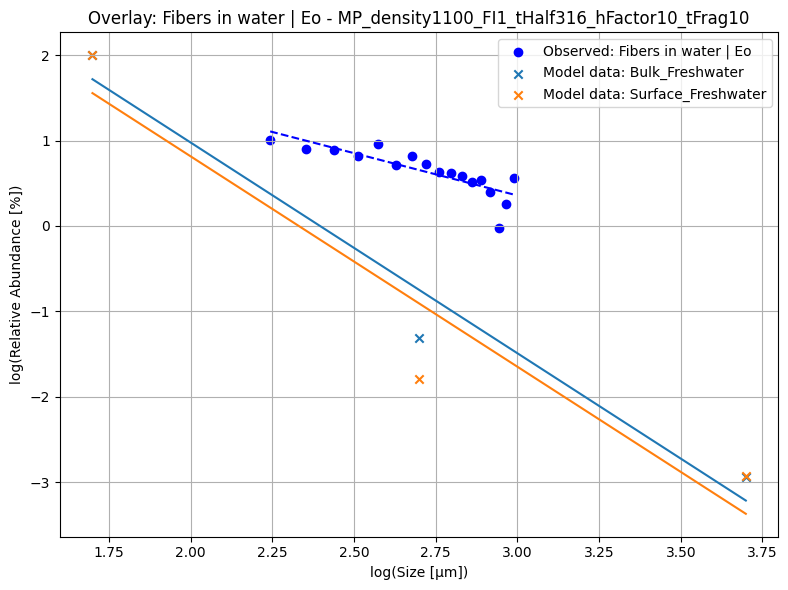 Overlay: Fibers in water | Eo - MP_density1100_FI1_tHalf316_hFactor10_tFrag10
Observed: Fibers in water | Eo
Model data: Bulk_Freshwater
Model data: Surface_Freshwater
log(Relative Abundance [%])
2
1
0
−1
−2
−3
1.75
2.00
2.25
2.50
2.75
3.00
3.25
3.50
3.75
log(Size [µm])